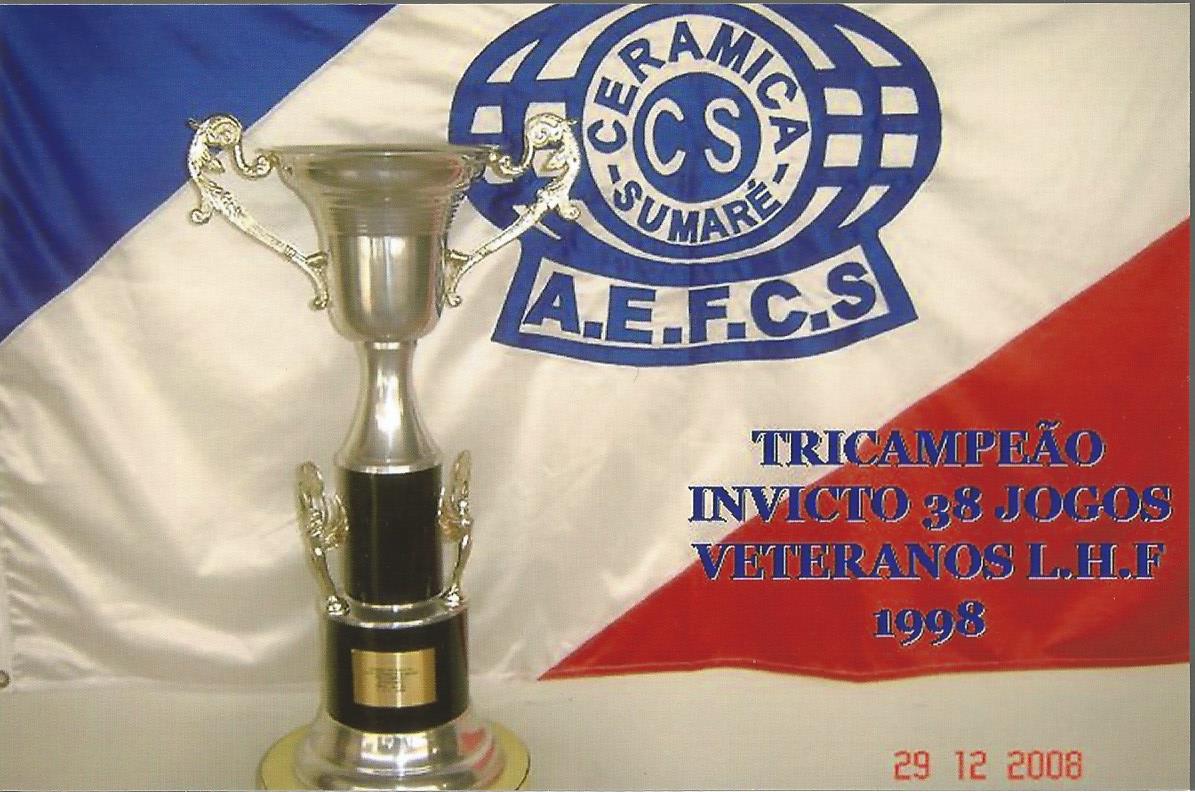 CERAMICA
CS
-SUMARÉ-
A.E.F.C.S
TRICAMPEÃO
INVICTO 38 JOGOS
VETERANOS L.H.F
1998
29 12 2008